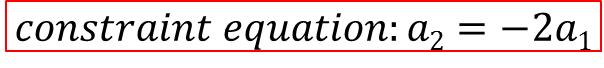 constraint equation: a₂ = −2a₁